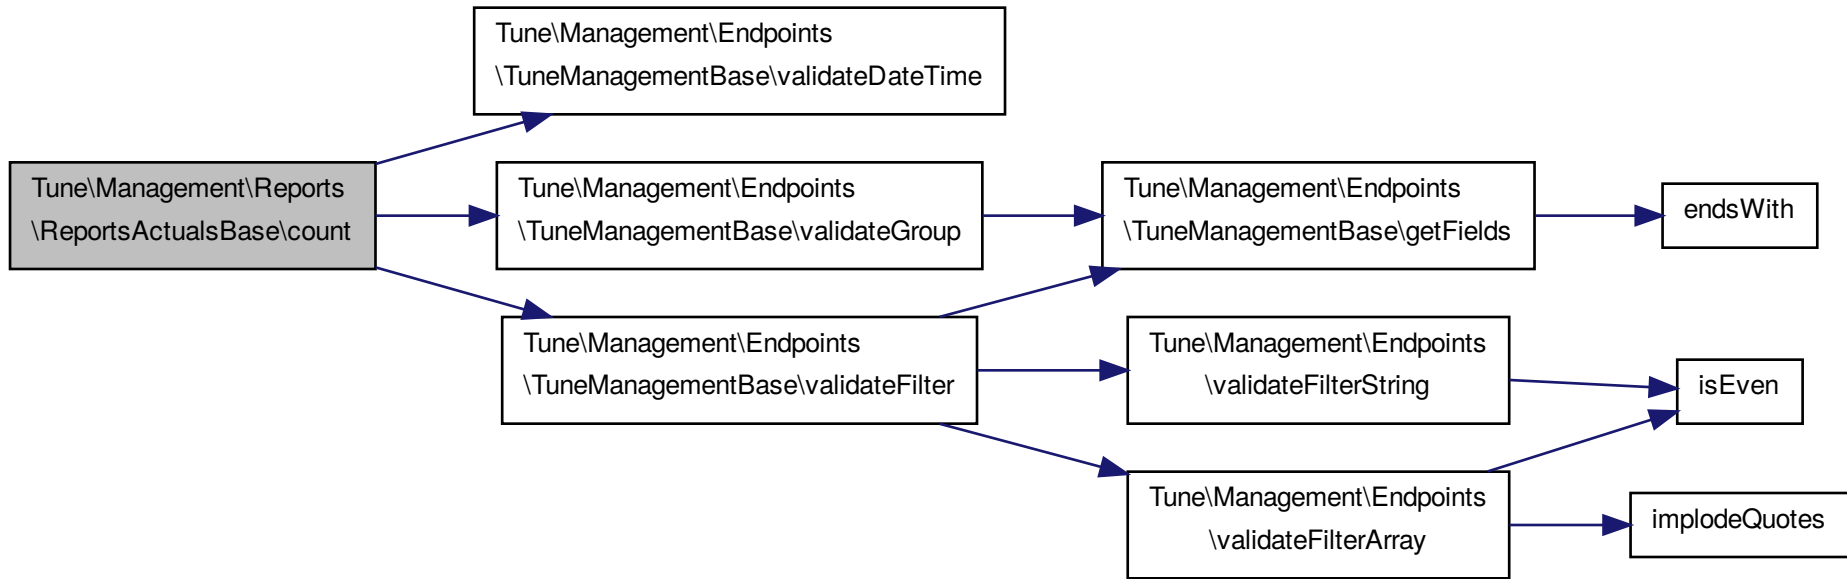 Tune\Management\Reports
\ReportsActualsBase\count
Tune\Management\Endpoints
\TuneManagementBase\validateDateTime
Tune\Management\Endpoints
\TuneManagementBase\validateGroup
Tune\Management\Endpoints
\TuneManagementBase\validateFilter
Tune\Management\Endpoints
\TuneManagementBase\getFields
Tune\Management\Endpoints
\validateFilterString
Tune\Management\Endpoints
\validateFilterArray
endsWith
isEven
implodeQuotes